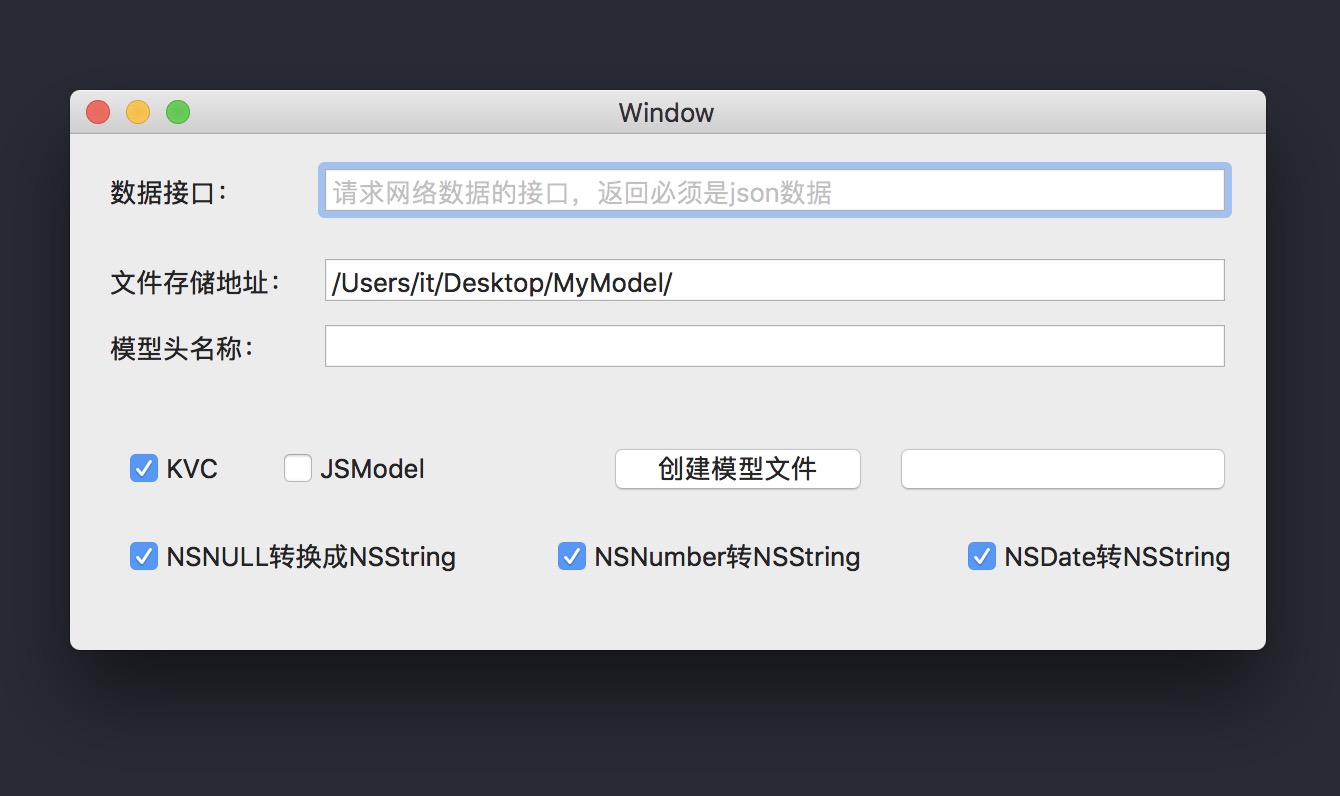 Window
数据接口：
请求网络数据的接口，返回必须是json数据
文件存储地址：
/Users/it/Desktop/MyModel/
模型头名称：
KVC
JSModel
创建模型文件
NSNULL转换成NSString
NSNumber转NSString
NSDate转NSString